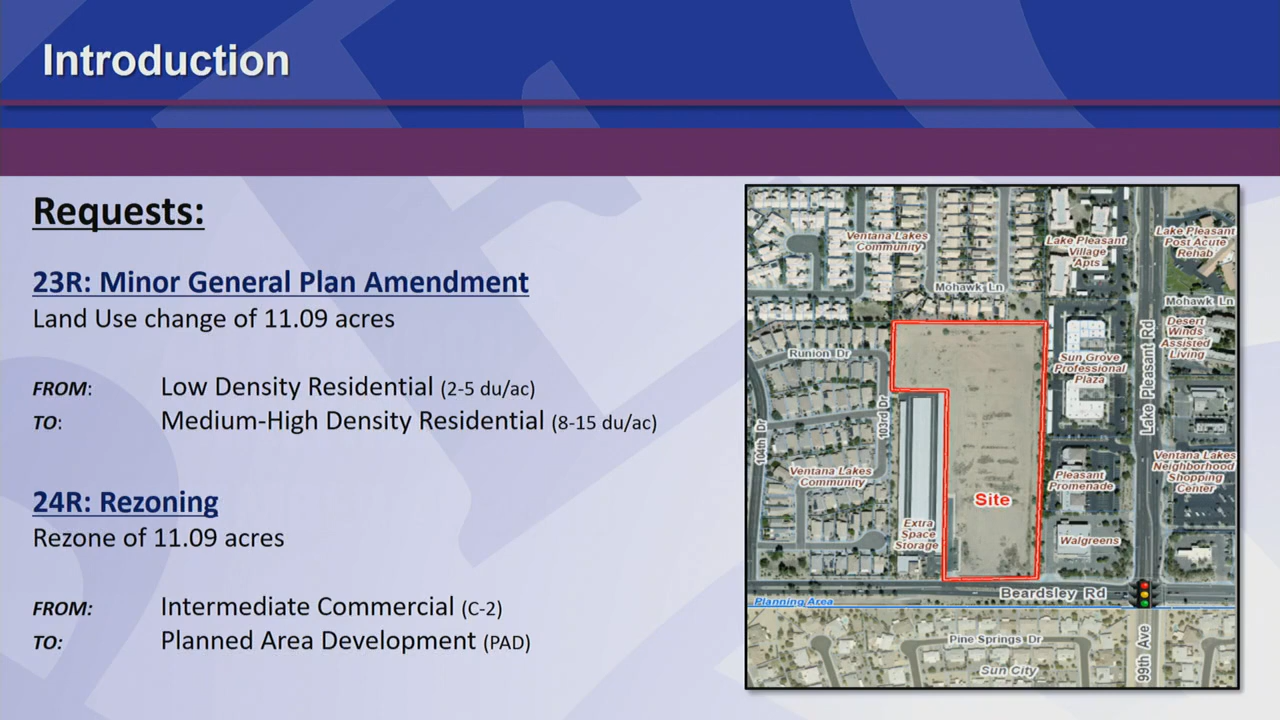 Introduction
Requests:
23R: Minor General Plan Amendment
Land Use change of 11.09 acres
FROM: Low Density Residential (2-5 du/ac)
TO: Medium-High Density Residential (8-15 du/ac)
24R: Rezoning
Rezone of 11.09 acres
FROM: Intermediate Commercial (C-2)
TO: Planned Area Development (PAD)
Ventana Lakes
Community
Lake Pleasant
Village
Apts
Lake Pleasant
Post Acute
Rehab
Mohawk Ln
Mohawk Ln
Runion Dr
Sun Grove
Professional
Plaza
Lake Pleasant Rd
Desert
Winds
Assisted
Living
104th Dr
103rd Dr
Ventana Lakes
Community
Pleasant
Promenade
Ventana Lakes
Neighborhood
Shopping
Center
Site
Extra
Space
Storage
Walgreens
Beardsley Rd
Planning Area
Pine Springs Dr
99th Ave
Sun City